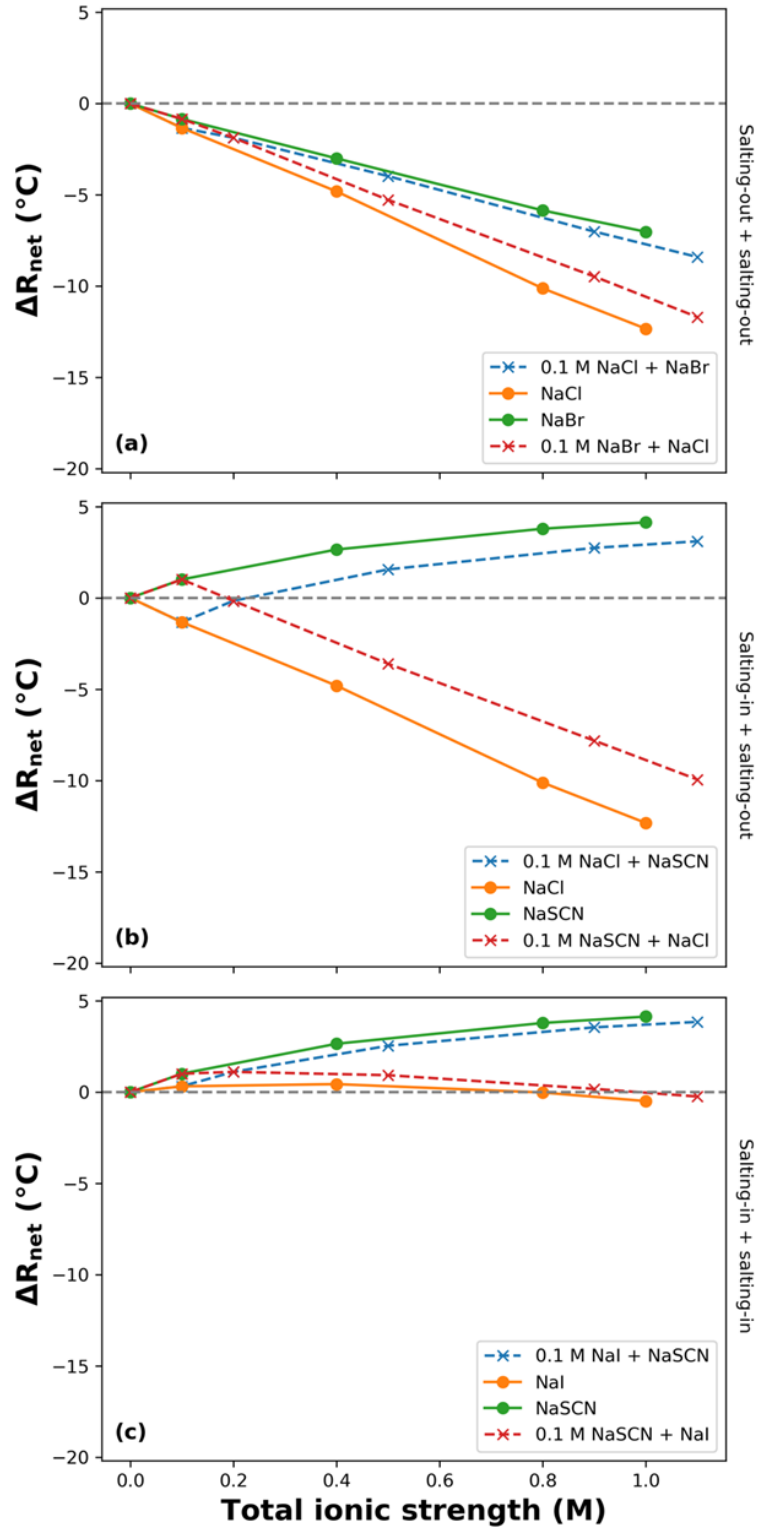 5
0
−5
−10
−15
−20
ΔRnet (°C)
Salting-out + salting-out
(a)
0.1 M NaCl + NaBr
NaCl
NaBr
0.1 M NaBr + NaCl
5
0
−5
−10
−15
−20
ΔRnet (°C)
Salting-in + salting-out
(b)
0.1 M NaCl + NaSCN
NaCl
NaSCN
0.1 M NaSCN + NaCl
5
0
−5
−10
−15
−20
ΔRnet (°C)
Salting-in + salting-in
(c)
0.1 M NaI + NaSCN
NaI
NaSCN
0.1 M NaSCN + NaI
0.0 0.2 0.4 0.6 0.8 1.0
Total ionic strength (M)